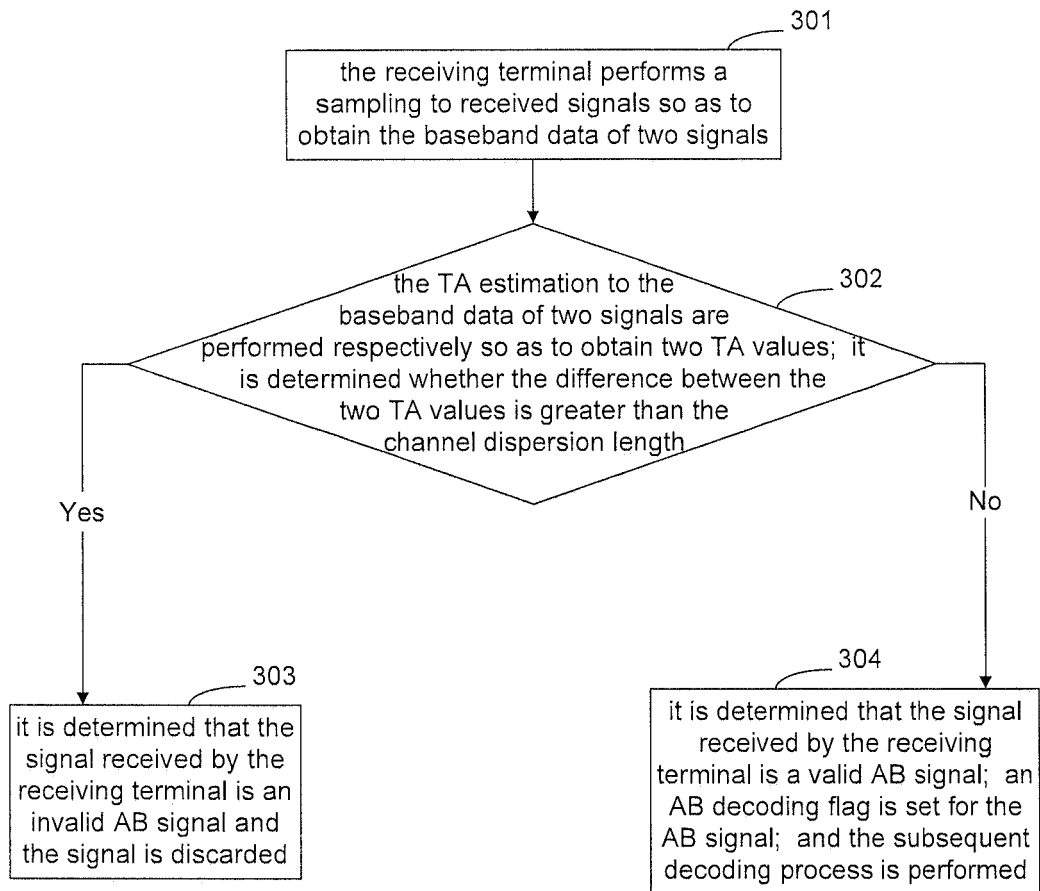 301
the receiving terminal performs a
sampling to received signals so as to
obtain the baseband data of two signals
302
the TA estimation to the
baseband data of two signals are
performed respectively so as to obtain two TA values; it
is determined whether the difference between the
two TA values is greater than the
channel dispersion length
Yes
No
303
it is determined that the
signal received by the
receiving terminal is an
invalid AB signal and
the signal is discarded
304
it is determined that the signal
received by the receiving
terminal is a valid AB signal; an
AB decoding flag is set for the
AB signal; and the subsequent
decoding process is performed